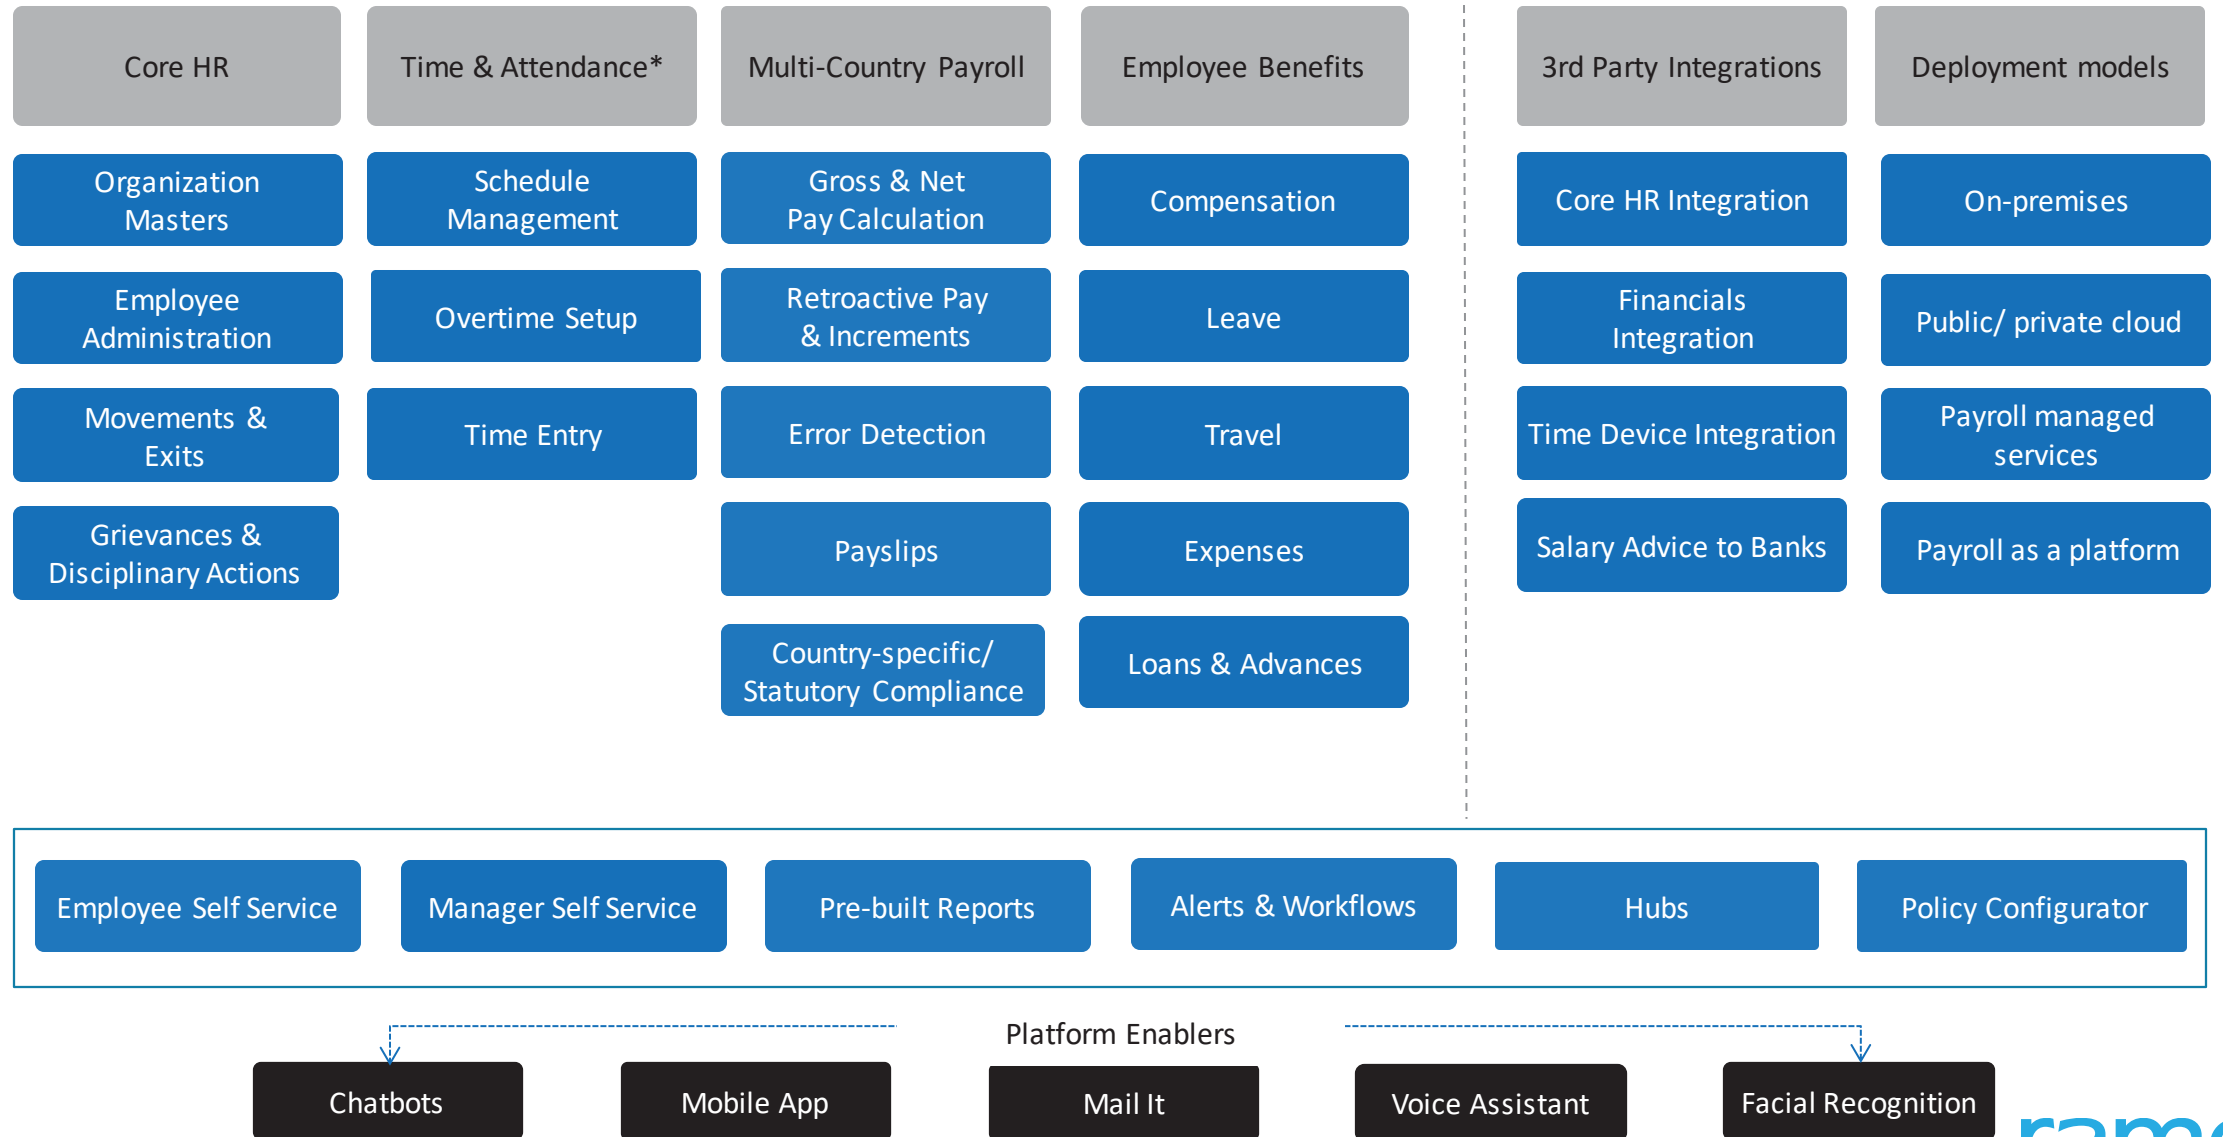 Core HR
Time & Attendance*
Multi-Country Payroll
Employee Benefits
3rd Party Integrations
Deployment models
Organization
Masters
Schedule
Management
Gross & Net
Pay Calculation
Compensation
Core HR Integration
On-premises
Employee
Administration
Overtime Setup
Retroactive Pay
& Increments
Leave
Financials
Integration
Public/ private cloud
Movements &
Exits
Time Entry
Error Detection
Travel
Time Device Integration
Payroll managed
services
Grievances &
Disciplinary Actions
Payslips
Expenses
Salary Advice to Banks
Payroll as a platform
Country-specific/
Statutory Compliance
Loans & Advances
Employee Self Service
Manager Self Service
Pre-built Reports
Alerts & Workflows
Hubs
Policy Configurator
Platform Enablers
Chatbots
Mobile App
Mail It
Voice Assistant
Facial Recognition